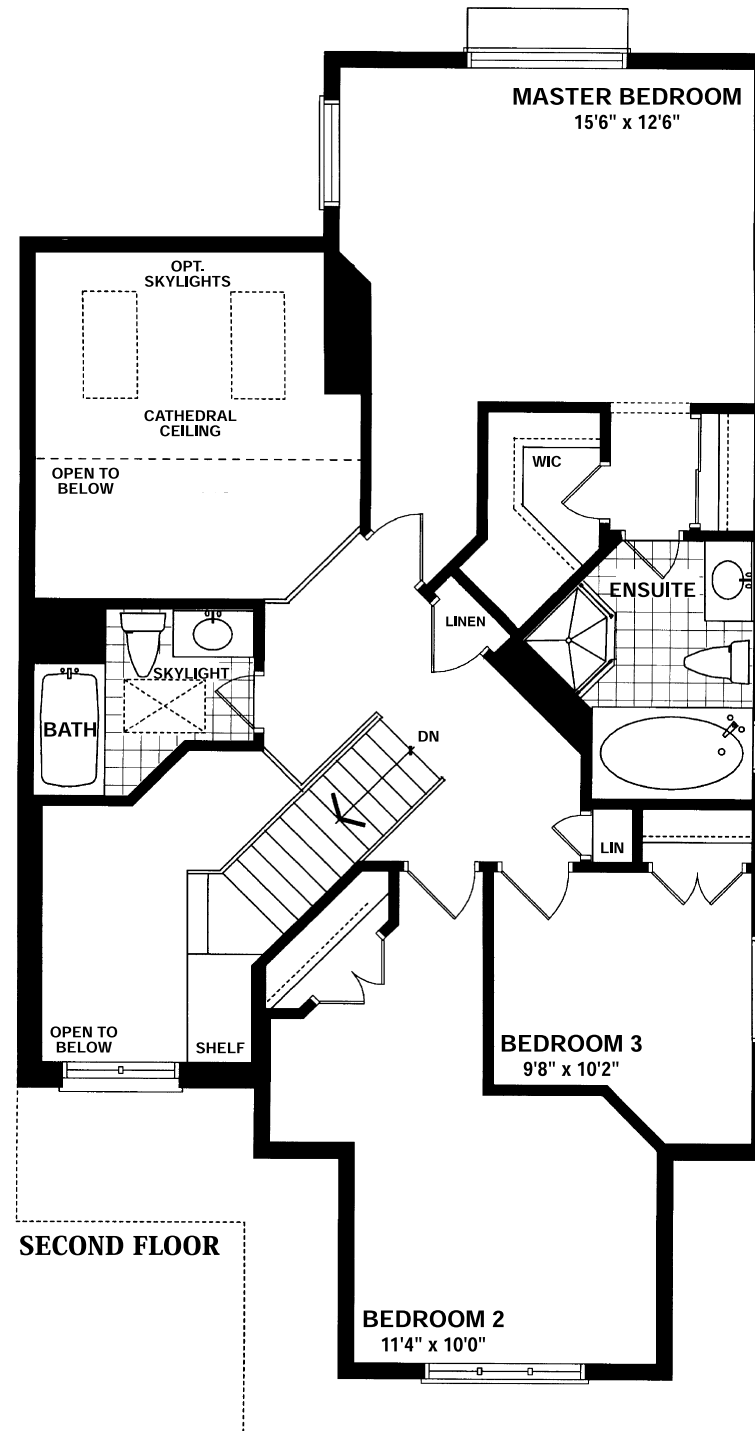 MASTER BEDROOM
15'6" x 12'6"
OPT.
SKYLIGHTS
CATHEDRAL
CEILING
OPEN TO
BELOW
WIC
ENSUITE
LINEN
SKYLIGHT
BATH
DN
LIN
OPEN TO
BELOW
SHELF
BEDROOM 3
9'8" x 10'2"
SECOND FLOOR
BEDROOM 2
11'4" x 10'0"